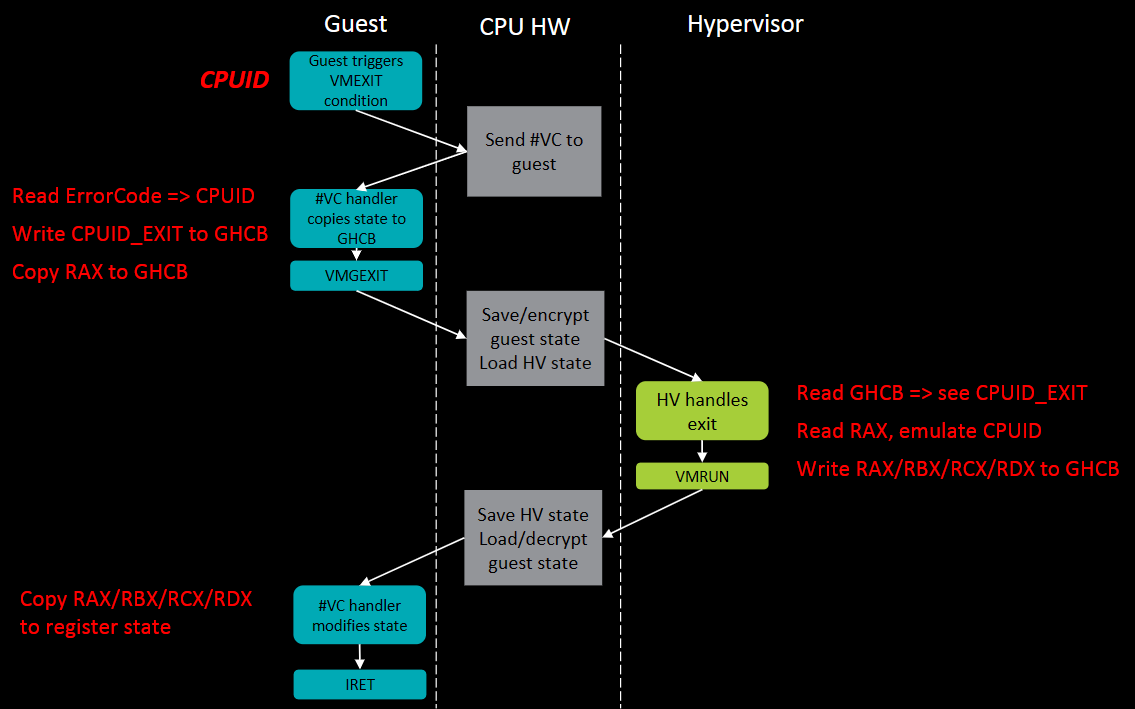 Guest
CPU HW
Hypervisor
CPUID
Guest triggers
VMEXIT
condition
Send #VC to
guest
Read ErrorCode => CPUID
Write CPUID_EXIT to GHCB
Copy RAX to GHCB
#VC handler
copies state to
GHCB
VMGEXIT
Save/encrypt
guest state
Load HV state
HV handles
exit
Read GHCB => see CPUID_EXIT
Read RAX, emulate CPUID
Write RAX/RBX/RCX/RDX to GHCB
VMRUN
Save HV state
Load/decrypt
guest state
Copy RAX/RBX/RCX/RDX
to register state
#VC handler
modifies state
IRET